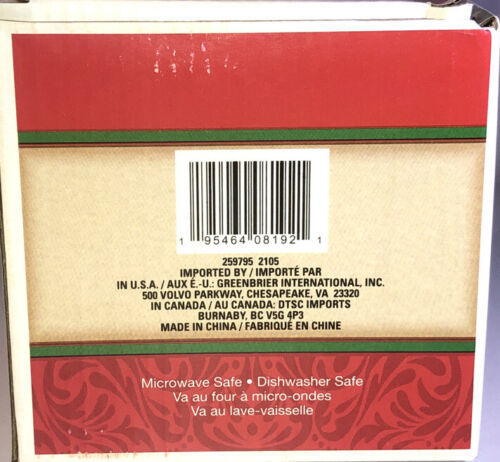 1 95464 08192 1
259795 2105
IMPORTED BY / IMPORTÉ PAR
IN U.S.A. / AUX É.-U.: GREENBRIER INTERNATIONAL, INC.
500 VOLVO PARKWAY, CHESAPEAKE, VA 23320
IN CANADA / AU CANADA: DTSC IMPORTS
BURNABY, BC V5G 4P3
MADE IN CHINA / FABRIQUÉ EN CHINE
Microwave Safe • Dishwasher Safe
Va au four à micro-ondes
Va au lave-vaisselle